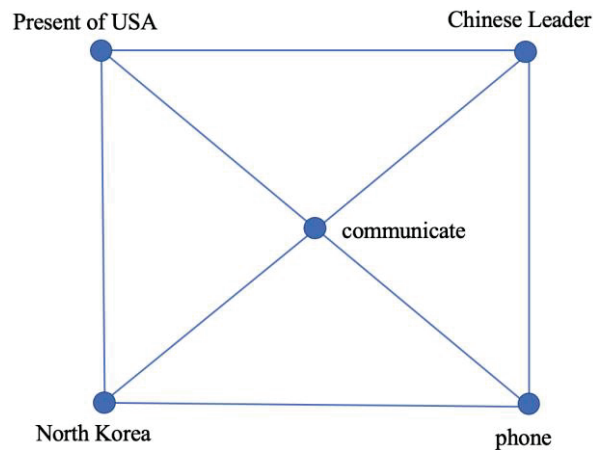 Present of USA
Chinese Leader
communicate
North Korea
phone